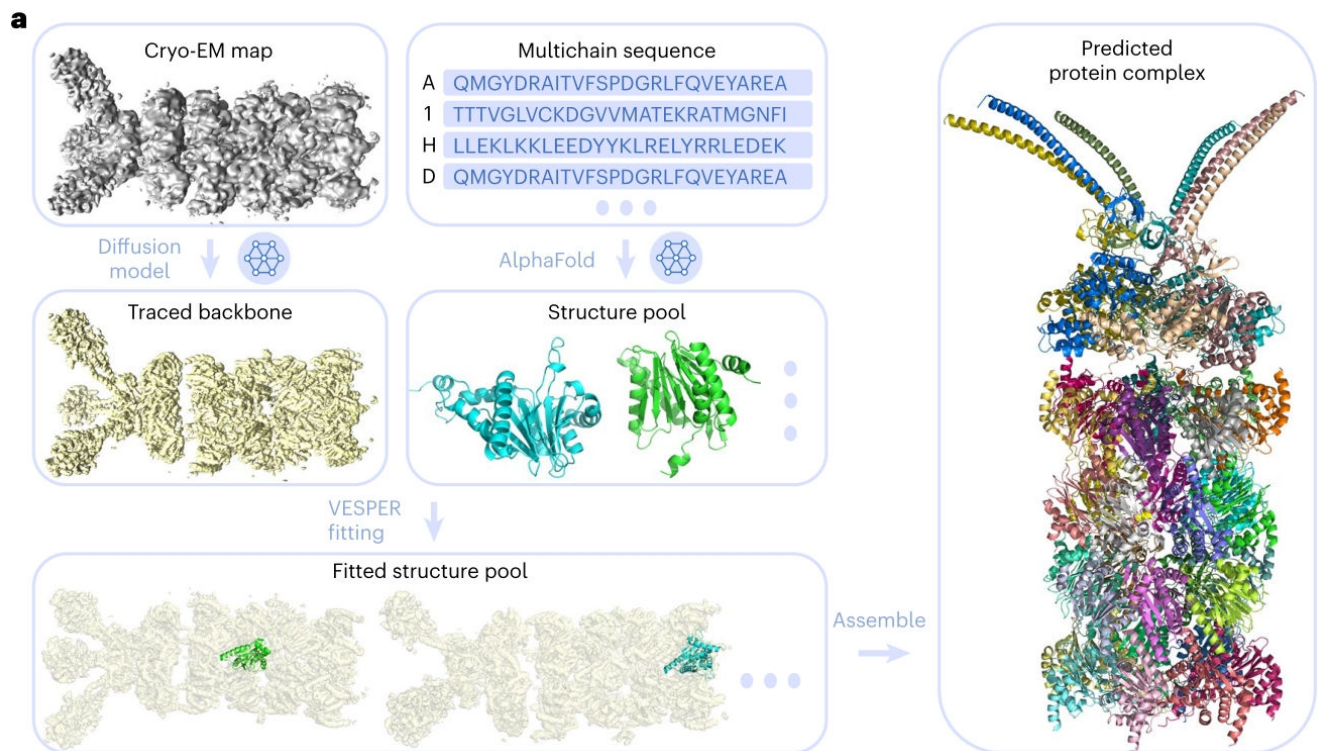 a
Cryo-EM map
Multichain sequence
A QMGYDRAITVFSPDGRLFQVEYAREA
1 TTTVGLVCKDGVVMATEKRATMGNFI
H LLEKLKKLEEDYYKLRELYRRLEDEK
D QMGYDRAITVFSPDGRLFQVEYAREA
Diffusion
model
AlphaFold
Traced backbone
Structure pool
VESPER
fitting
Fitted structure pool
Assemble
Predicted
protein complex